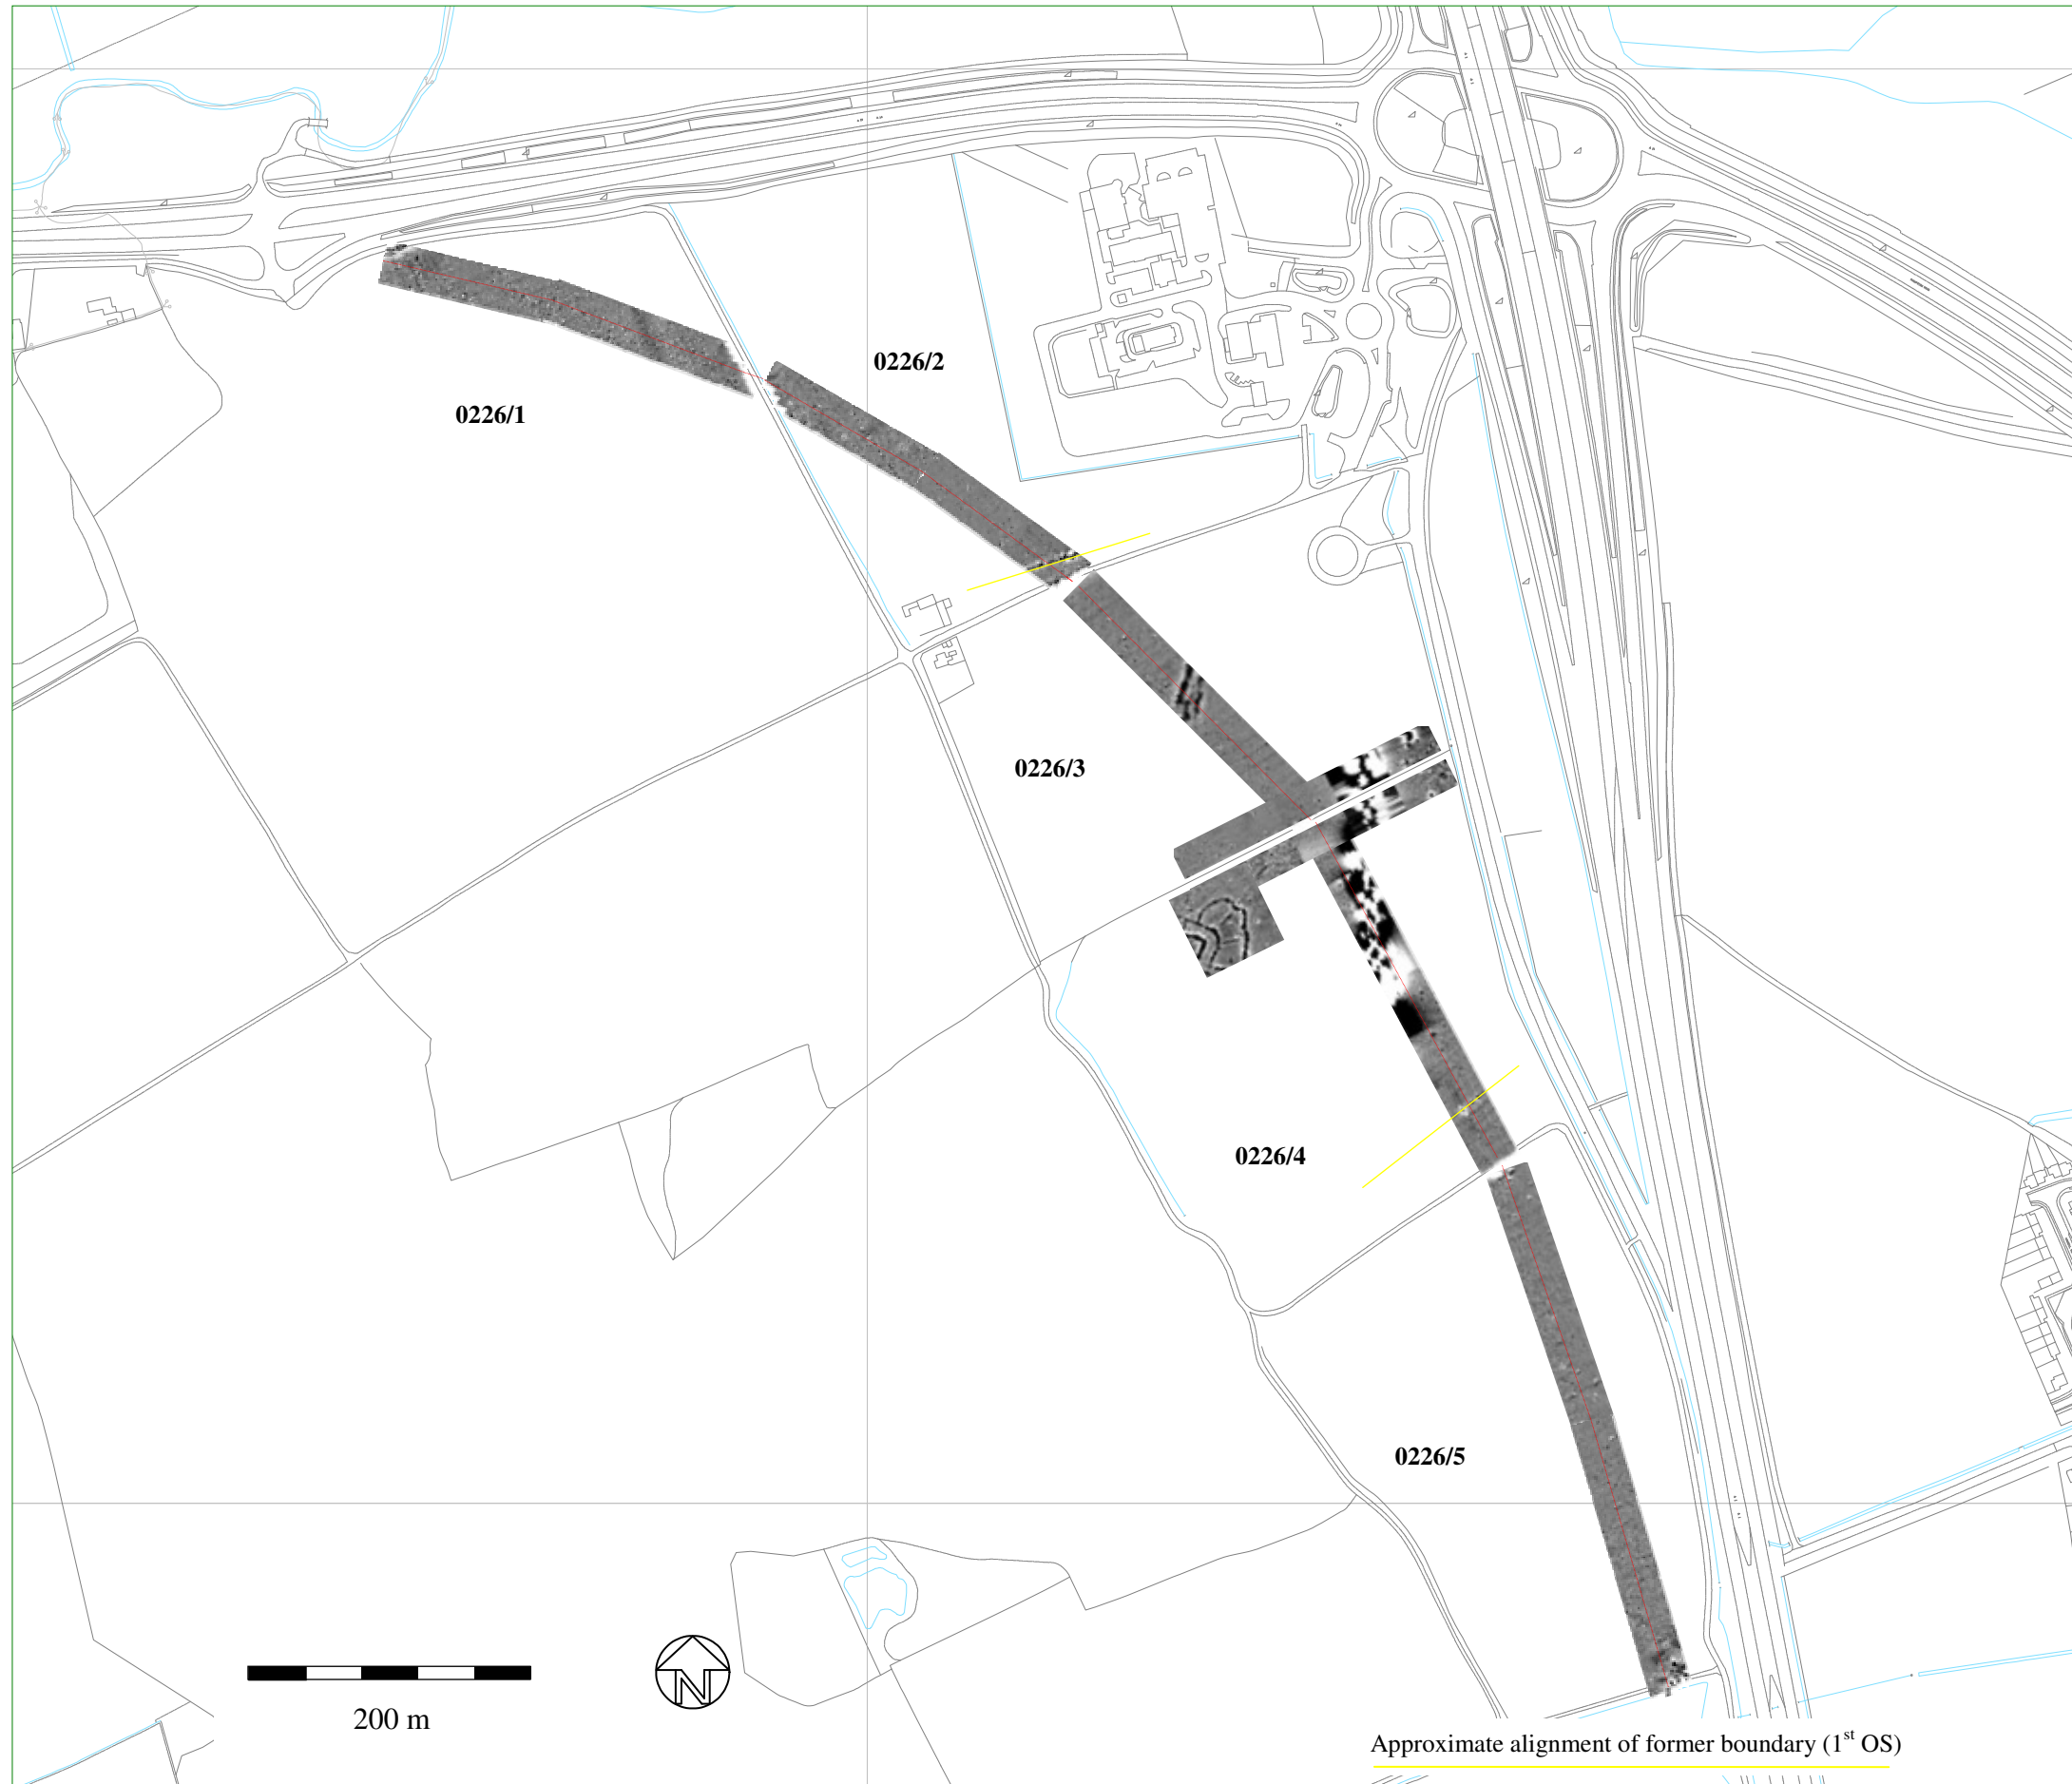 0226/2
0226/1
0226/3
0226/4
0226/5
N
200 m
Approximate alignment of former boundary (1st OS)